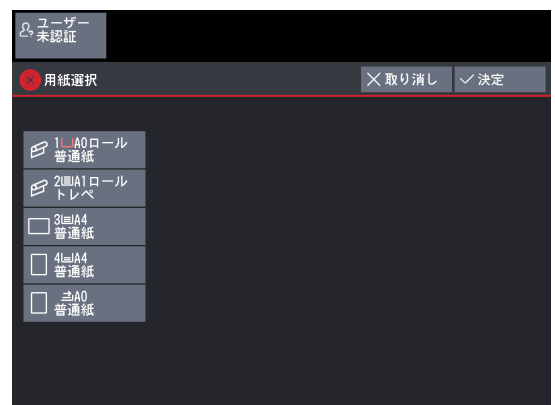 ユーザー
未認証
用紙選択
取り消し
決定
1 A0ロール
普通紙
2 A1ロール
トレペ
3 A4
普通紙
4 A4
普通紙
A0
普通紙